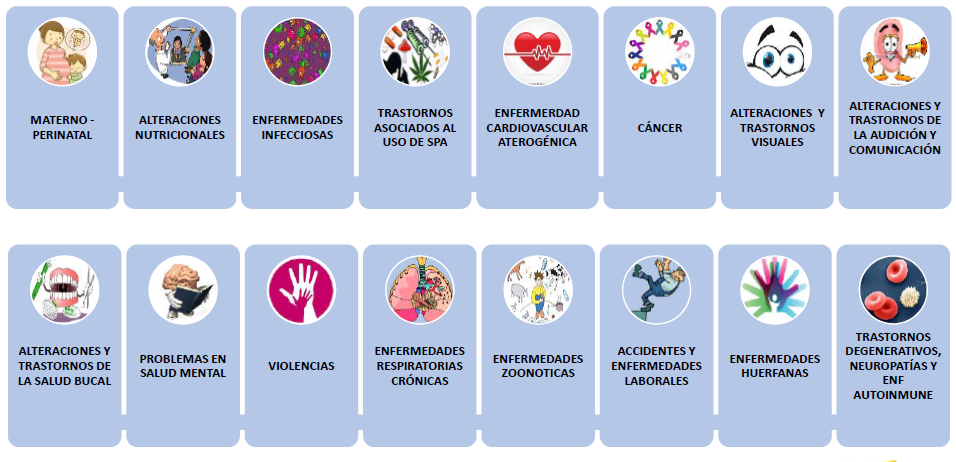 MATERNO -
PERINATAL
ALTERACIONES
NUTRICIONALES
ENFERMEDADES
INFECCIOSAS
TRASTORNOS
ASOCIADOS AL
USO DE SPA
ENFERMERDAD
CARDIOVASCULAR
ATEROGÉNICA
CÁNCER
ALTERACIONES Y
TRASTORNOS
VISUALES
ALTERACIONES Y
TRASTORNOS DE
LA AUDICIÓN Y
COMUNICACIÓN
ALTERACIONES Y
TRASTORNOS DE
LA SALUD BUCAL
PROBLEMAS EN
SALUD MENTAL
VIOLENCIAS
ENFERMEDADES
RESPIRATORIAS
CRÓNICAS
ENFERMEDADES
ZOONOTICAS
ACCIDENTES Y
ENFERMEDADES
LABORALES
ENFERMEDADES
HUERFANAS
TRASTORNOS
DEGENERATIVOS,
NEUROPATÍAS Y
ENF
AUTOINMUNE